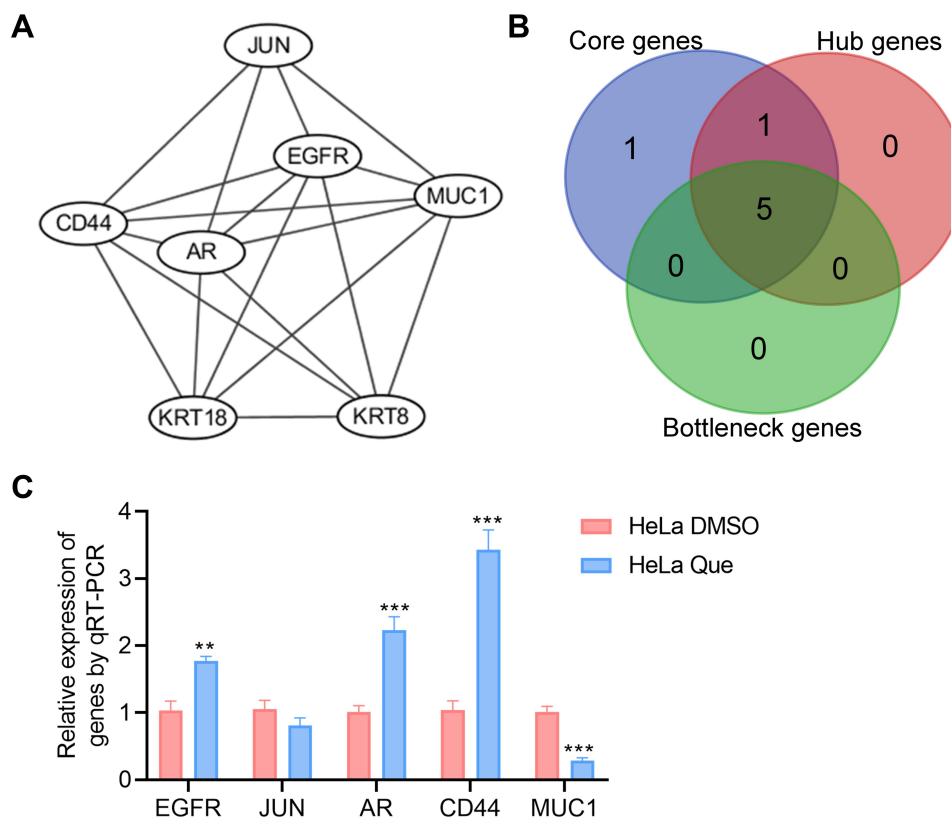 A
JUN
EGFR
MUC1
CD44
AR
KRT18
KRT8
B
Core genes
Hub genes
1
1
0
5
0
0
0
Bottleneck genes
C
Relative expression of
genes by qRT-PCR
4
3
2
1
0
**
***
***
***
EGFR
JUN
AR
CD44
MUC1
HeLa DMSO
HeLa Que